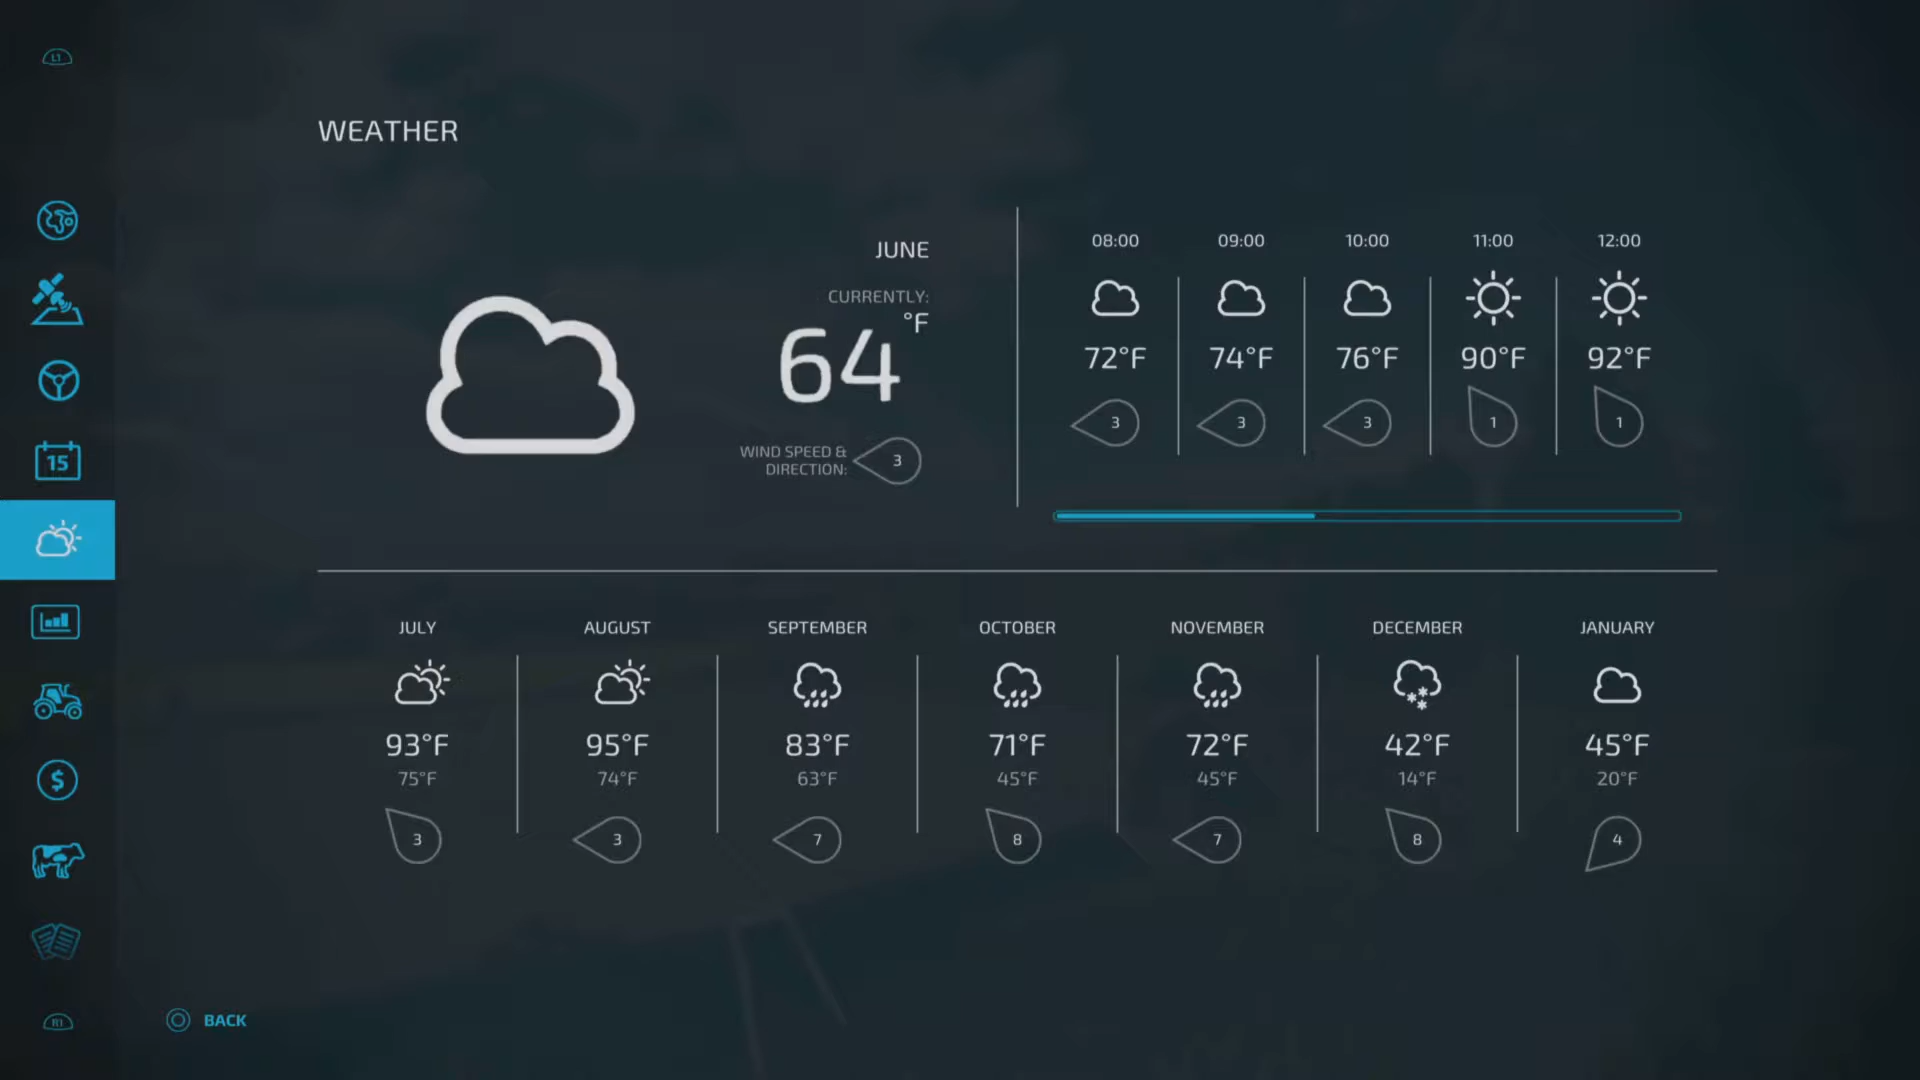 L1
WEATHER
JUNE
CURRENTLY:
64 °F
WIND SPEED &
DIRECTION:
3
08:00 09:00 10:00 11:00 12:00
72°F 74°F 76°F 90°F 92°F
3 3 3 1 1
15
JULY AUGUST SEPTEMBER OCTOBER NOVEMBER DECEMBER JANUARY
93°F 95°F 83°F 71°F 72°F 42°F 45°F
75°F 74°F 63°F 45°F 45°F 14°F 20°F
3 3 7 8 7 8 4
$
R1
BACK